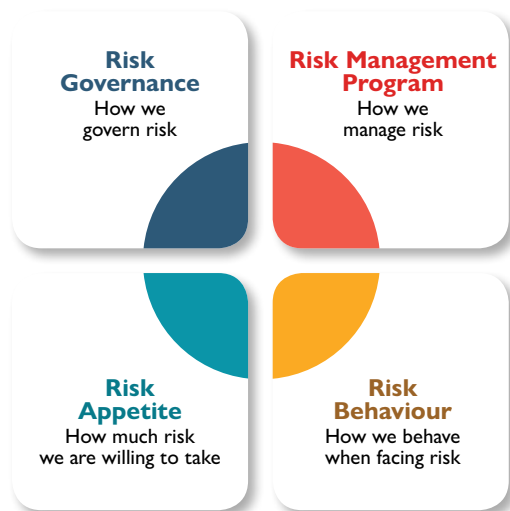 Risk
Governance
How we
govern risk
Risk Management
Program
How we
manage risk
Risk
Appetite
How much risk
we are willing to take
Risk
Behaviour
How we behave
when facing risk